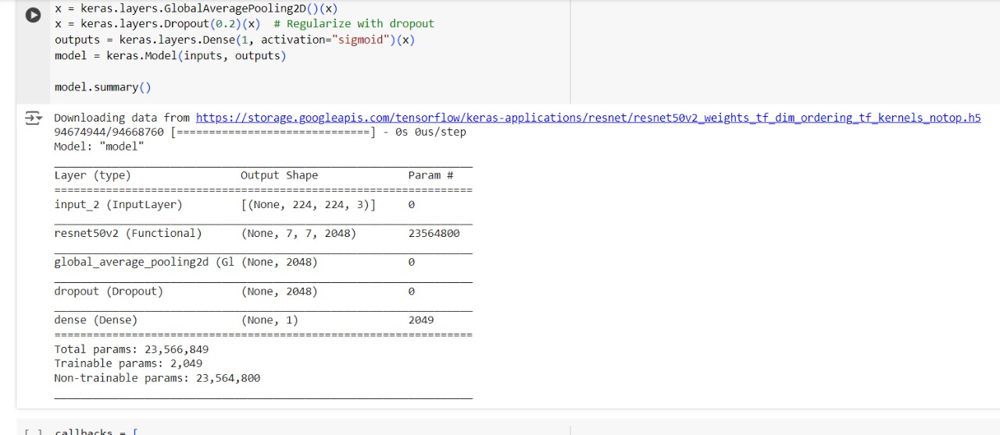 x = keras.layers.GlobalAveragePooling2D()(x)
x = keras.layers.Dropout(0.2)(x)  # Regularize with dropout
outputs = keras.layers.Dense(1, activation="sigmoid")(x)
model = keras.Model(inputs, outputs)
model.summary()
Downloading data from https://storage.googleapis.com/tensorflow/keras-applications/resnet/resnet50v2_weights_tf_dim_ordering_tf_kernels_notop.h5
94674944/94668760 [==============================] - 0s 0us/step
Model: "model"
_________________________________________________________________
Layer (type)                 Output Shape              Param #
=================================================================
input_2 (InputLayer)         [(None, 224, 224, 3)]     0
_________________________________________________________________
resnet50v2 (Functional)      (None, 7, 7, 2048)        23564800
_________________________________________________________________
global_average_pooling2d (Gl (None, 2048)              0
_________________________________________________________________
dropout (Dropout)            (None, 2048)              0
_________________________________________________________________
dense (Dense)                (None, 1)                 2049
=================================================================
Total params: 23,566,849
Trainable params: 2,049
Non-trainable params: 23,564,800
_________________________________________________________________
[ ] callbacks = [